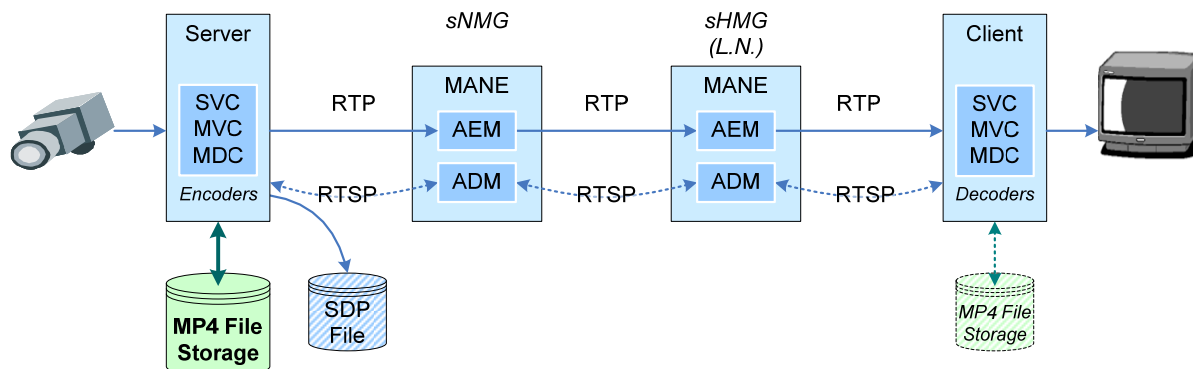 Server
sNMG
sHMG
(L.N.)
Client
MANE
MANE
SVC
MVC
MDC
Encoders
RTP
AEM
RTP
AEM
RTP
SVC
MVC
MDC
Decoders
RTSP
ADM
RTSP
ADM
RTSP
MP4 File
Storage
SDP
File
MP4 File
Storage